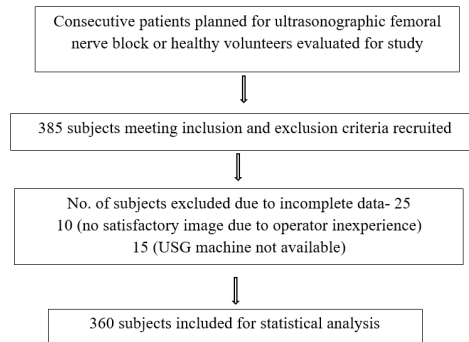 Consecutive patients planned for ultrasonographic femoral
nerve block or healthy volunteers evaluated for study
385 subjects meeting inclusion and exclusion criteria recruited
No. of subjects excluded due to incomplete data- 25
10 (no satisfactory image due to operator inexperience)
15 (USG machine not available)
360 subjects included for statistical analysis